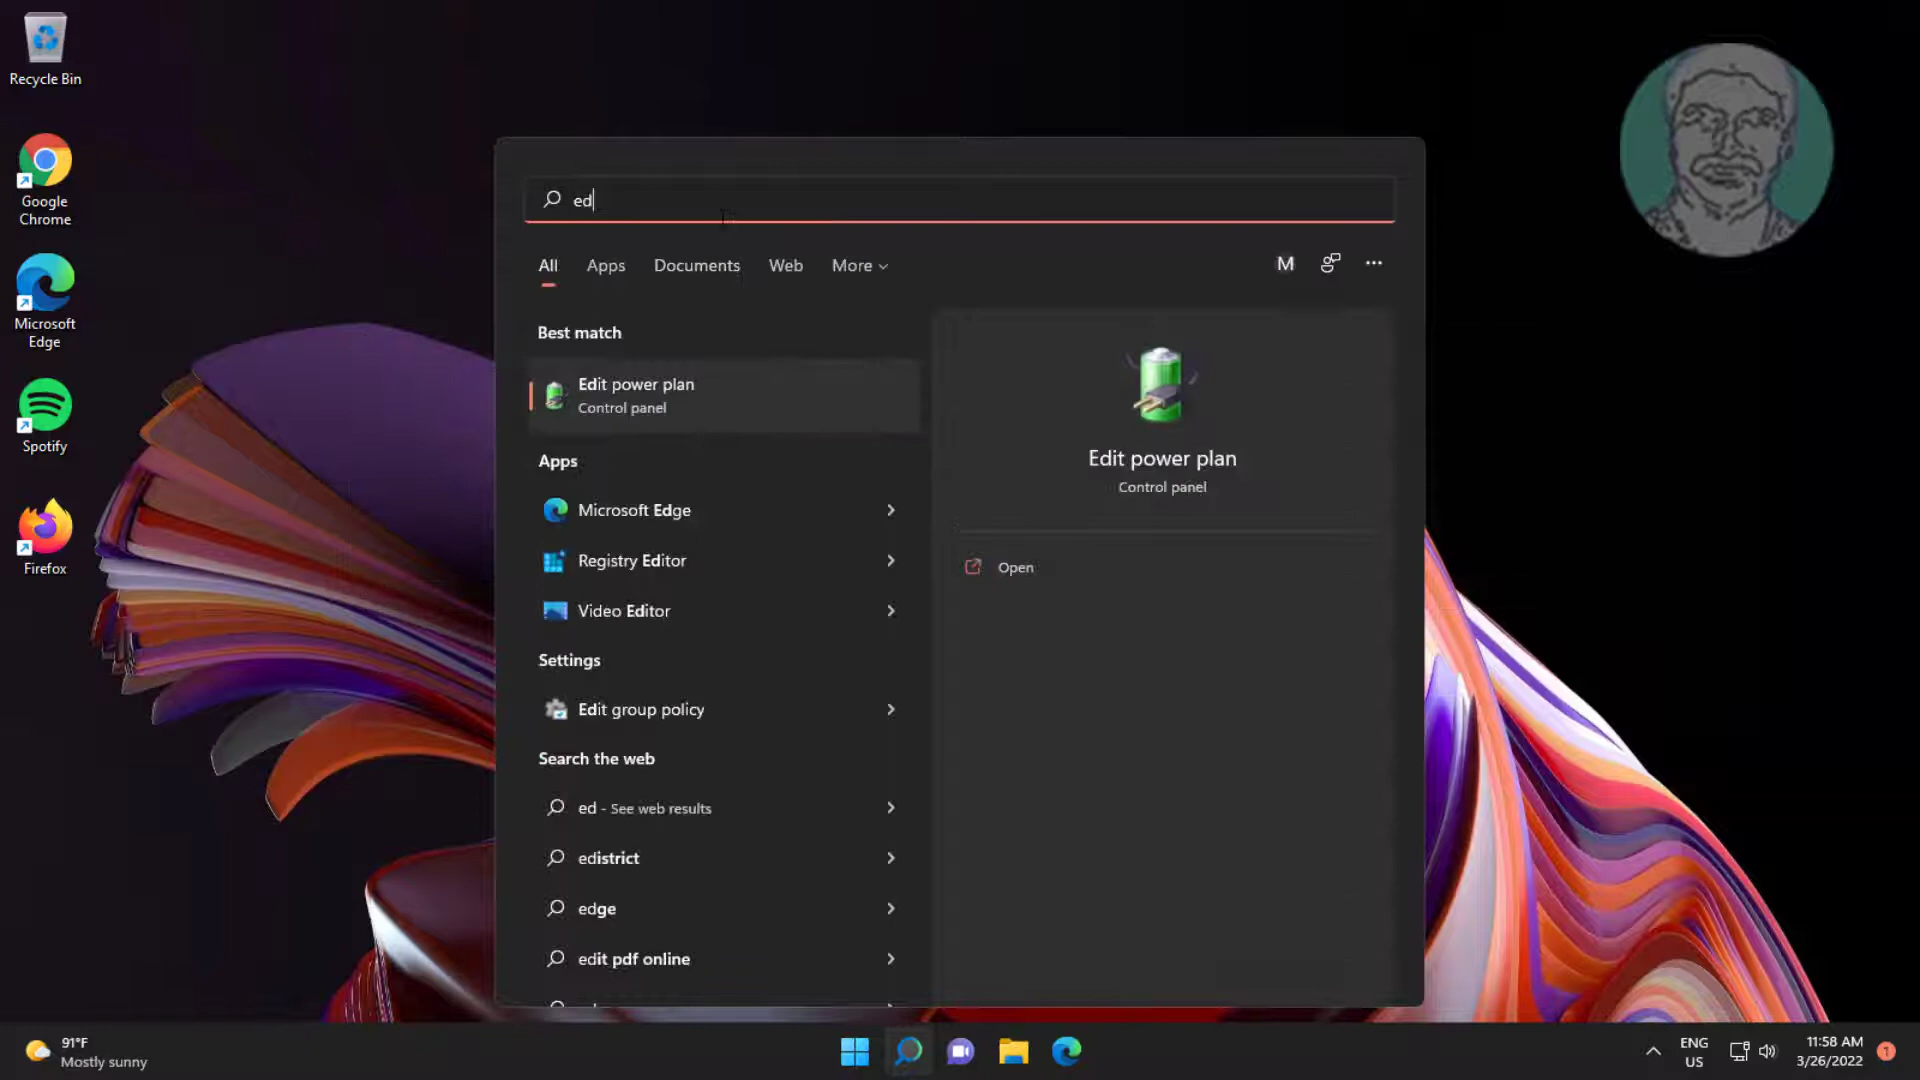 Recycle Bin
Google
Chrome
Microsoft
Edge
Spotify
Firefox
ed
All
Apps
Documents
Web
More
M
Best match
Edit power plan
Control panel
Apps
Microsoft Edge
Registry Editor
Video Editor
Settings
Edit group policy
Search the web
ed - See web results
edistrict
edge
edit pdf online
Edit power plan
Control panel
Open
91°F
Mostly sunny
ENG
US
11:58 AM
3/26/2022
1